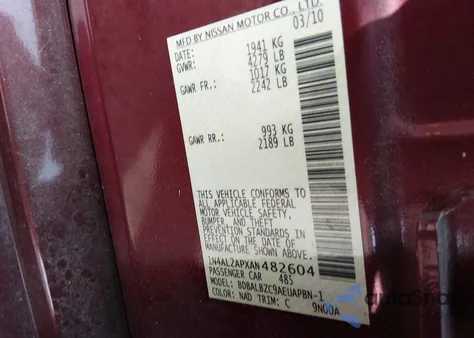 MFD BY NISSAN MOTOR CO., LTD.
DATE: 03/10
GVWR: 1941 KG
4279 LB
GAWR FR.: 1017 KG
2242 LB
GAWR RR.: 993 KG
2189 LB
THIS VEHICLE CONFORMS TO
ALL APPLICABLE FEDERAL
MOTOR VEHICLE SAFETY,
BUMPER, AND THEFT
PREVENTION STANDARDS IN
EFFECT ON THE DATE OF
MANUFACTURE SHOWN ABOVE.
1N4AL2APXAN482604
PASSENGER CAR 485
MODEL: BDBALBZC9AEUAPBN-1
COLOR: NAD TRIM: C 9N00A